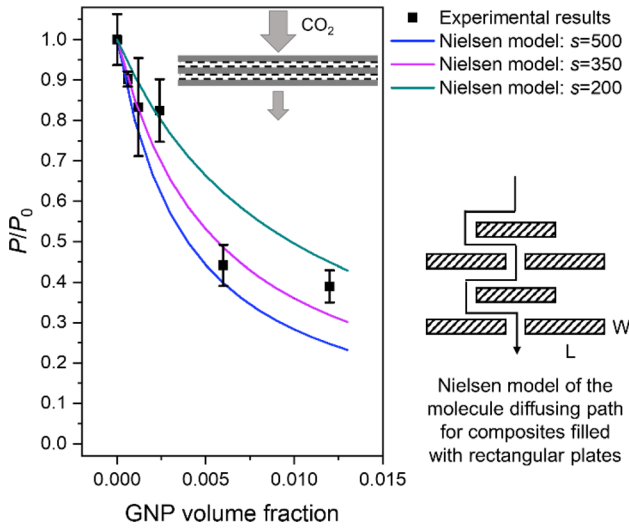 CO2
Experimental results
Nielsen model: s=500
Nielsen model: s=350
Nielsen model: s=200
1.0
0.9
0.8
0.7
0.6
0.5
0.4
0.3
0.2
0.1
0.0
P/P0
0.000
0.005
0.010
0.015
GNP volume fraction
W
L
Nielsen model of the
molecule diffusing path
for composites filled
with rectangular plates